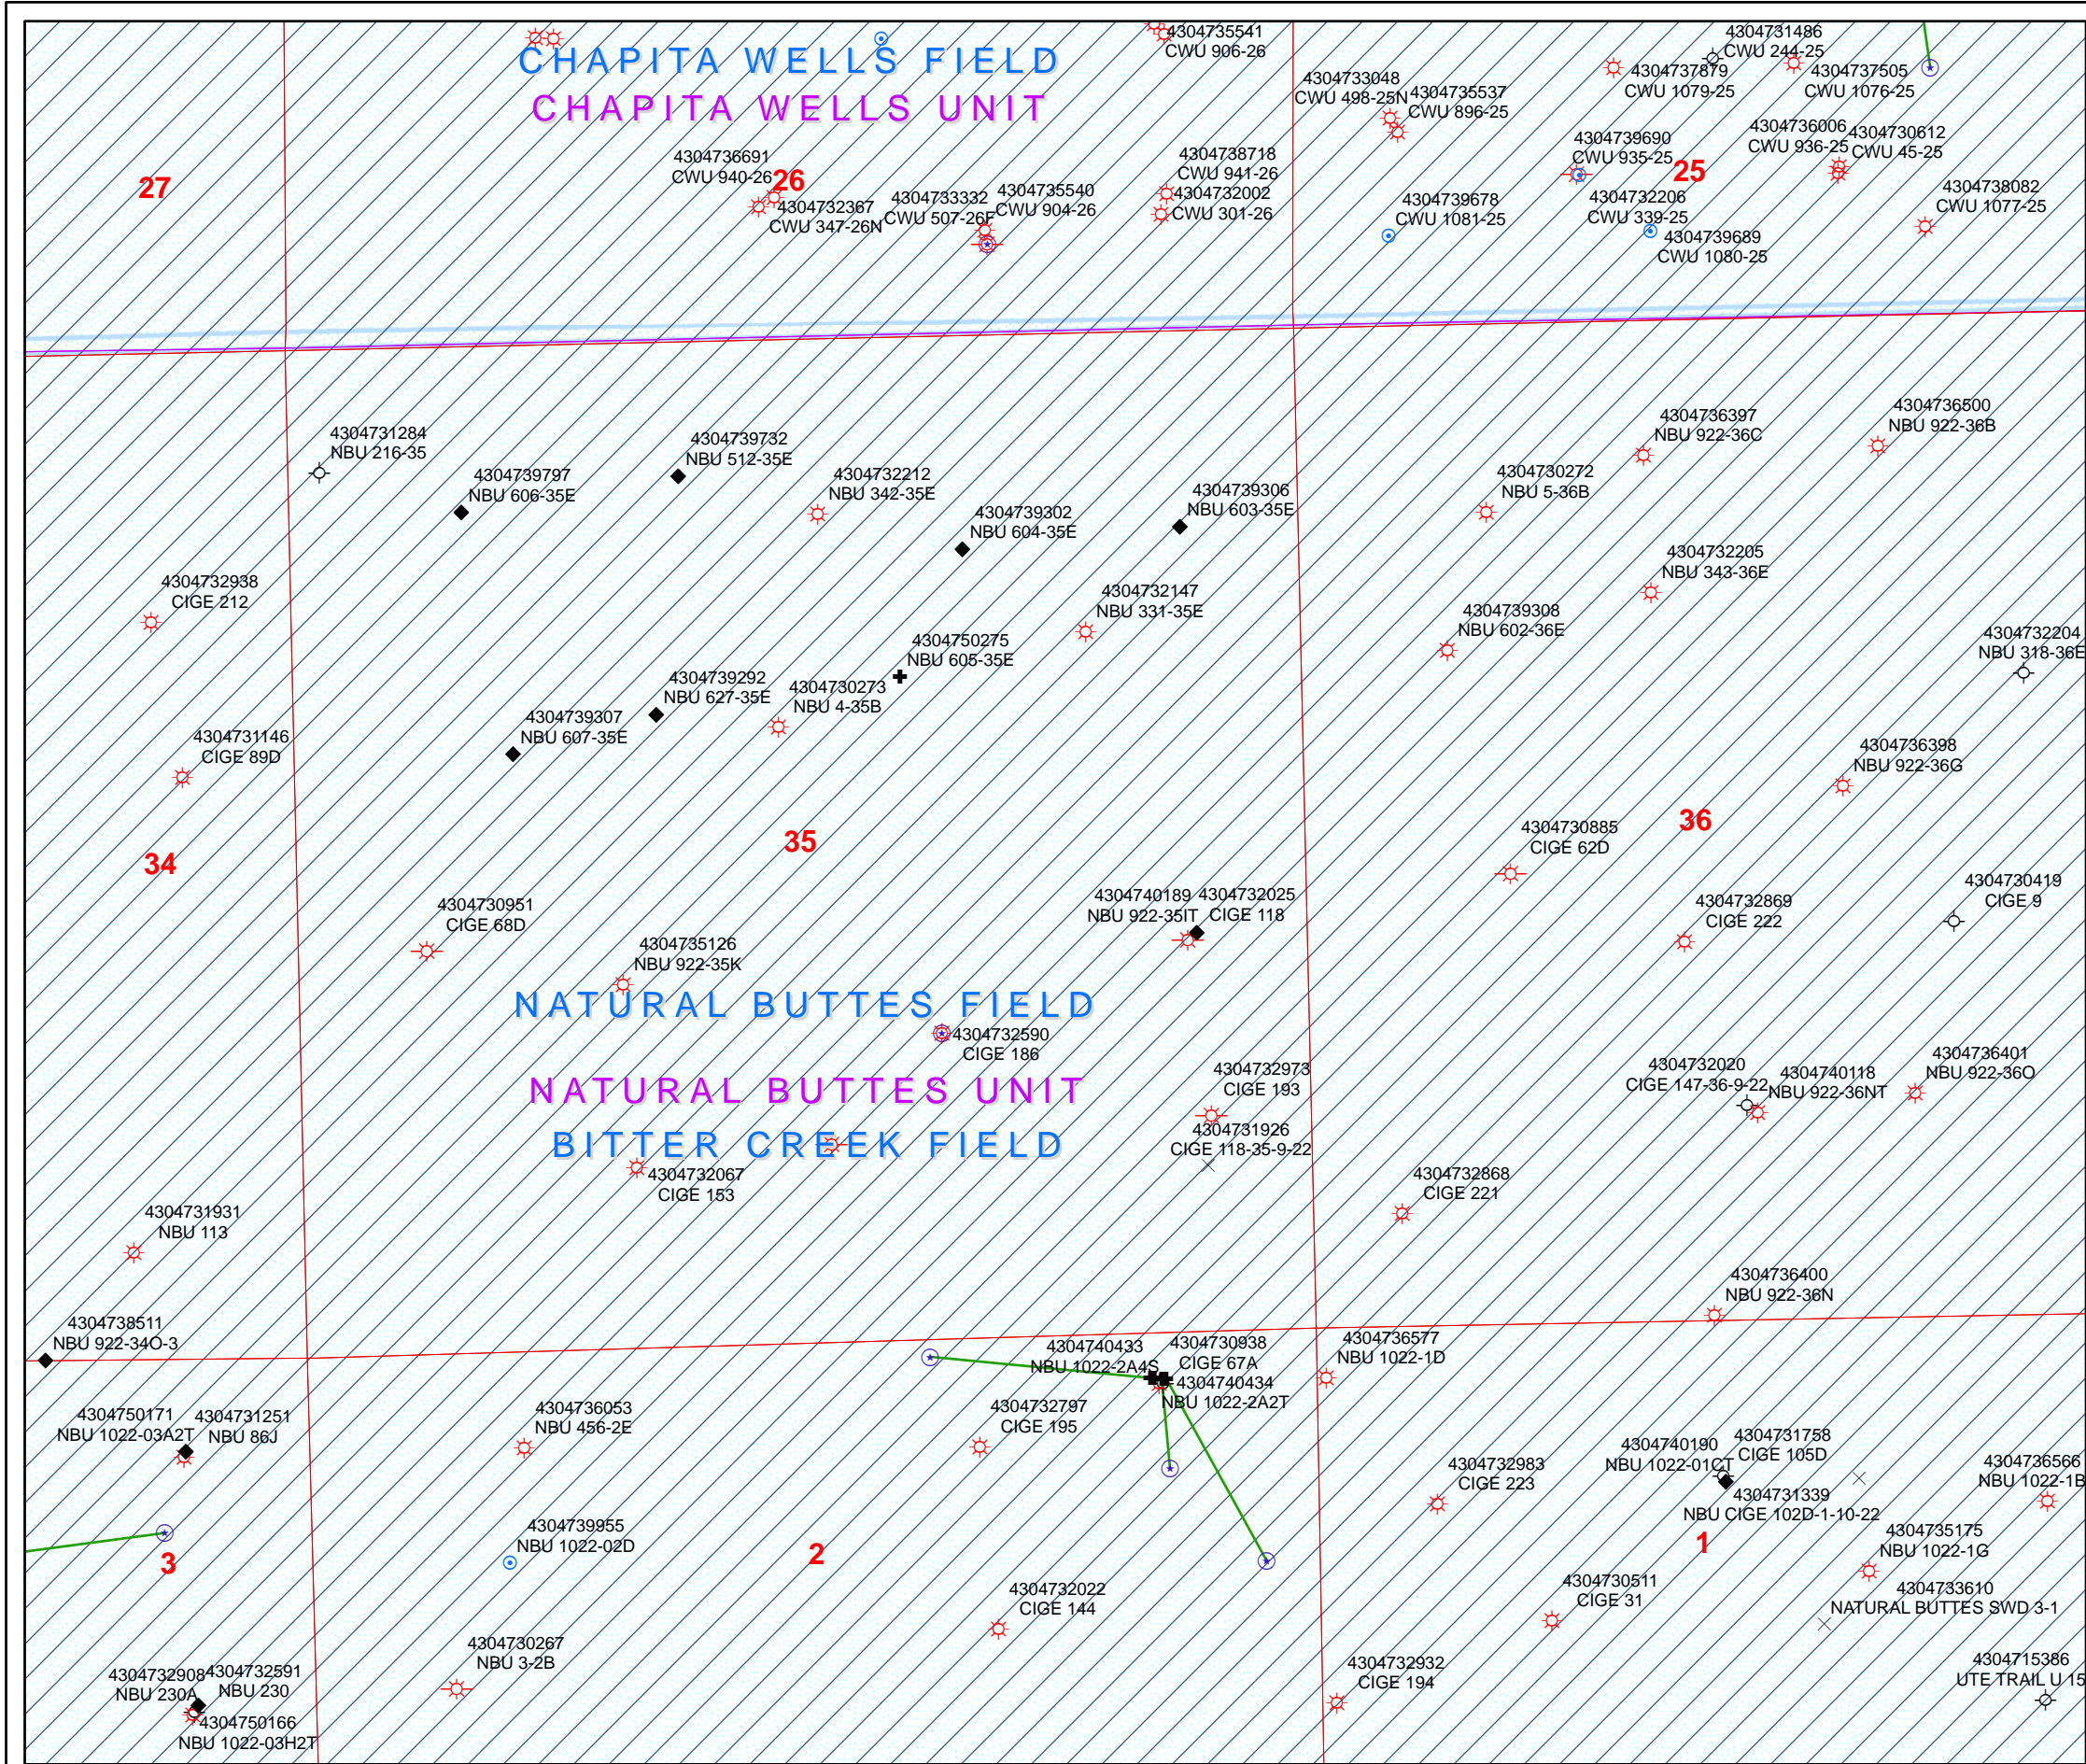 4304735541
CWU 906-26
4304731486
CWU 244-25
CHAPITA WELLS FIELD
CHAPITA WELLS UNIT
4304733048
CWU 498-25N
4304735537
CWU 896-25
4304737879
CWU 1079-25
4304737505
CWU 1076-25
4304736691
CWU 940-26
26
4304732367
CWU 347-26N
4304733332
CWU 507-26F
4304735540
CWU 904-26
4304738718
CWU 941-26
4304732002
CWU 301-26
4304739690
CWU 935-25
25
4304736006
CWU 936-25
4304730612
CWU 45-25
27
4304739678
CWU 1081-25
4304732206
CWU 339-25
4304739689
CWU 1080-25
4304738082
CWU 1077-25
4304731284
NBU 216-35
4304739797
NBU 606-35E
4304739732
NBU 512-35E
4304732212
NBU 342-35E
4304739302
NBU 604-35E
4304739306
NBU 603-35E
4304730272
NBU 5-36B
4304736397
NBU 922-36C
4304736500
NBU 922-36B
4304732938
CIGE 212
4304732147
NBU 331-35E
4304739308
NBU 602-36E
4304732205
NBU 343-36E
4304732204
NBU 318-36E
4304750275
NBU 605-35E
4304739292
NBU 627-35E
4304730273
NBU 4-35B
4304739307
NBU 607-35E
4304731146
CIGE 89D
4304736398
NBU 922-36G
34
35
36
4304730885
CIGE 62D
4304730951
CIGE 68D
4304740189
NBU 922-35IT
4304732025
CIGE 118
4304732869
CIGE 222
4304730419
CIGE 9
4304735126
NBU 922-35K
NATURAL BUTTES FIELD
4304732590
CIGE 186
NATURAL BUTTES UNIT
4304732973
CIGE 193
4304732020
CIGE 147-36-9-22
4304740118
NBU 922-36NT
4304736401
NBU 922-36O
BITTER CREEK FIELD
4304731926
CIGE 118-35-9-22
4304732067
CIGE 153
4304732868
CIGE 221
4304731931
NBU 113
4304736400
NBU 922-36N
4304738511
NBU 922-34O-3
4304740433
NBU 1022-2A4S
4304730938
CIGE 67A
4304740434
NBU 1022-2A2T
4304736577
NBU 1022-1D
4304750171
NBU 1022-03A2T
4304731251
NBU 86J
4304736053
NBU 456-2E
4304732797
CIGE 195
4304732983
CIGE 223
4304740190
NBU 1022-01CT
4304731758
CIGE 105D
4304731339
NBU CIGE 102D-1-10-22
4304736566
NBU 1022-1B
3
4304739955
NBU 1022-02D
2
1
4304735175
NBU 1022-1G
4304732022
CIGE 144
4304730511
CIGE 31
4304733610
NATURAL BUTTES SWD 3-1
4304730267
NBU 3-2B
4304732908
NBU 230A
4304732591
NBU 230
4304750166
NBU 1022-03H2T
4304732932
CIGE 194
4304715386
UTE TRAIL U 15